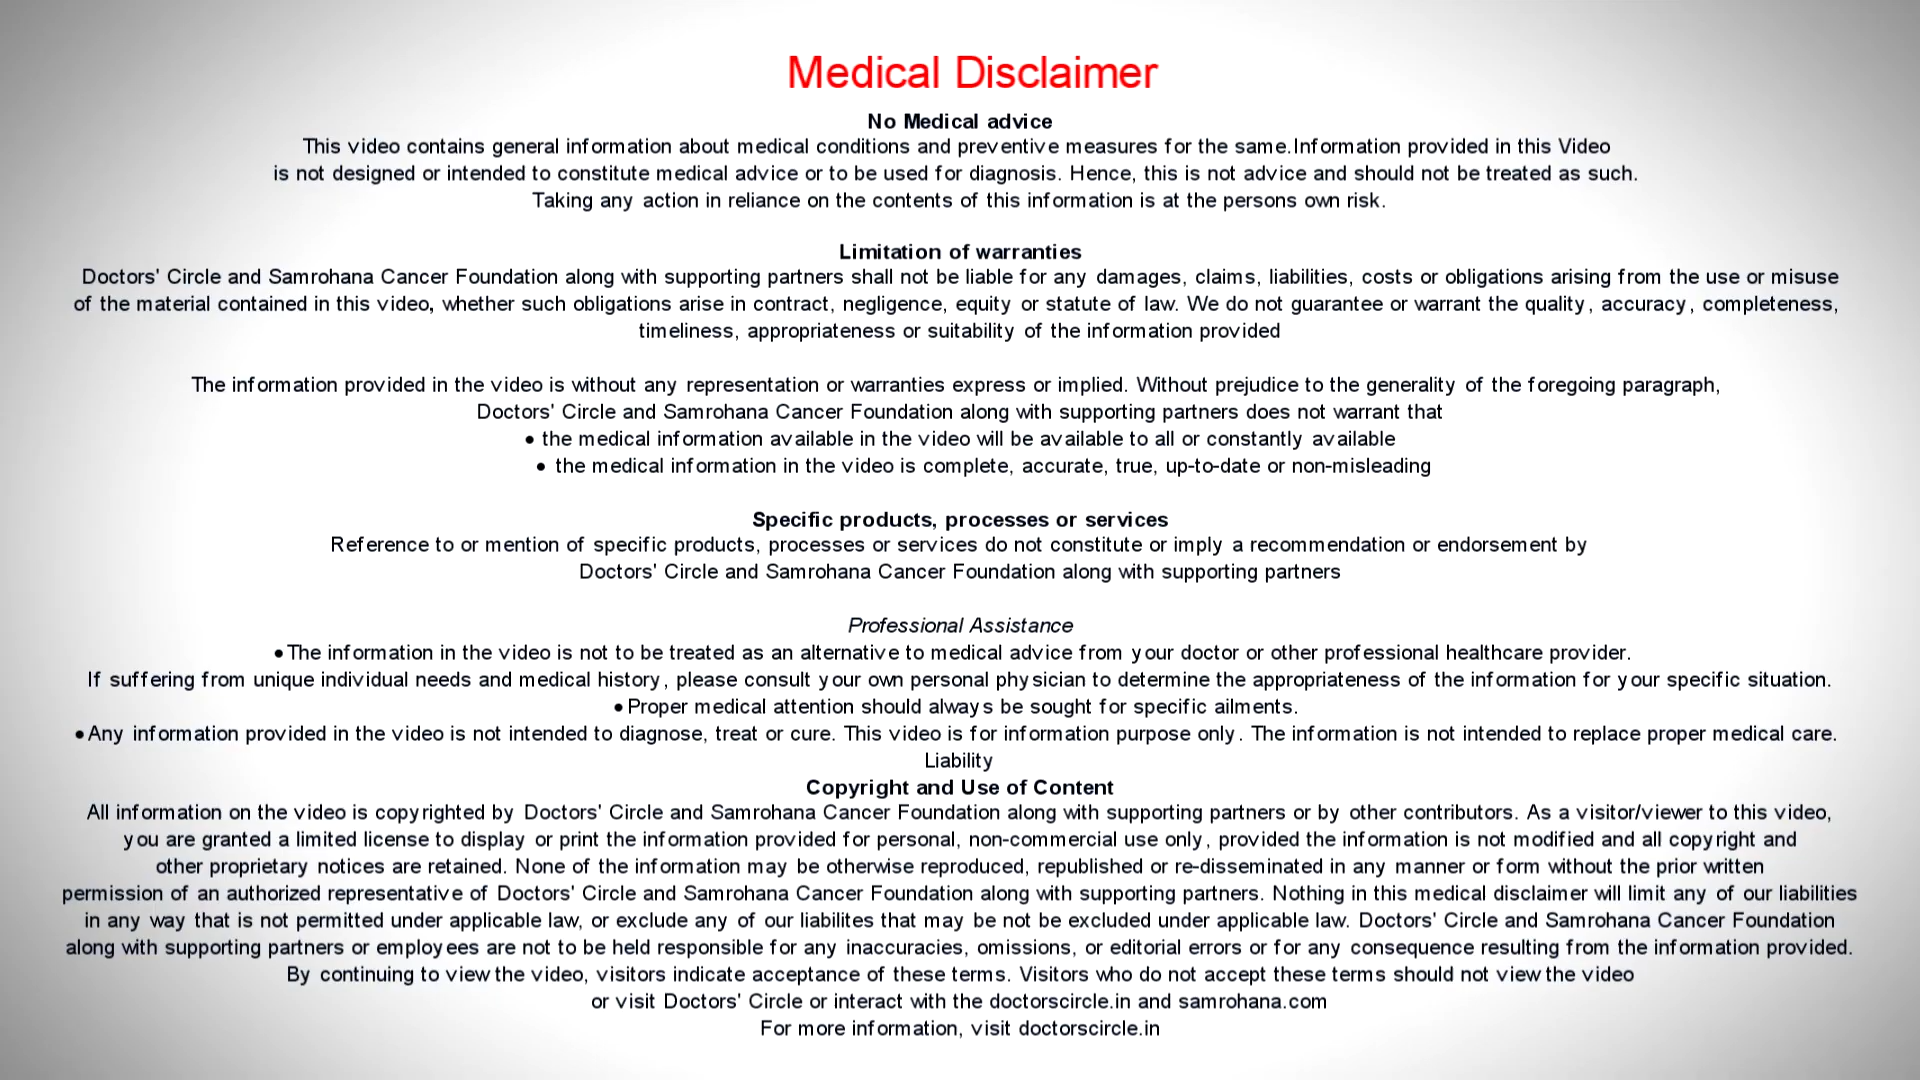 Medical Disclaimer
No Medical advice
This video contains general information about medical conditions and preventive measures for the same.Information provided in this Video
is not designed or intended to constitute medical advice or to be used for diagnosis. Hence, this is not advice and should not be treated as such.
Taking any action in reliance on the contents of this information is at the persons own risk.
Limitation of warranties
Doctors' Circle and Samrohana Cancer Foundation along with supporting partners shall not be liable for any damages, claims, liabilities, costs or obligations arising from the use or misuse
of the material contained in this video, whether such obligations arise in contract, negligence, equity or statute of law. We do not guarantee or warrant the quality, accuracy, completeness,
timeliness, appropriateness or suitability of the information provided
The information provided in the video is without any representation or warranties express or implied. Without prejudice to the generality of the foregoing paragraph,
Doctors' Circle and Samrohana Cancer Foundation along with supporting partners does not warrant that
• the medical information available in the video will be available to all or constantly available
• the medical information in the video is complete, accurate, true, up-to-date or non-misleading
Specific products, processes or services
Reference to or mention of specific products, processes or services do not constitute or imply a recommendation or endorsement by
Doctors' Circle and Samrohana Cancer Foundation along with supporting partners
Professional Assistance
•The information in the video is not to be treated as an alternative to medical advice from your doctor or other professional healthcare provider.
If suffering from unique individual needs and medical history, please consult your own personal physician to determine the appropriateness of the information for your specific situation.
•Proper medical attention should always be sought for specific ailments.
•Any information provided in the video is not intended to diagnose, treat or cure. This video is for information purpose only. The information is not intended to replace proper medical care.
Liability
Copyright and Use of Content
All information on the video is copyrighted by Doctors' Circle and Samrohana Cancer Foundation along with supporting partners or by other contributors. As a visitor/viewer to this video,
you are granted a limited license to display or print the information provided for personal, non-commercial use only, provided the information is not modified and all copyright and
other proprietary notices are retained. None of the information may be otherwise reproduced, republished or re-disseminated in any manner or form without the prior written
permission of an authorized representative of Doctors' Circle and Samrohana Cancer Foundation along with supporting partners. Nothing in this medical disclaimer will limit any of our liabilities
in any way that is not permitted under applicable law, or exclude any of our liabilites that may be not be excluded under applicable law. Doctors' Circle and Samrohana Cancer Foundation
along with supporting partners or employees are not to be held responsible for any inaccuracies, omissions, or editorial errors or for any consequence resulting from the information provided.
By continuing to view the video, visitors indicate acceptance of these terms. Visitors who do not accept these terms should not view the video
or visit Doctors' Circle or interact with the doctorscircle.in and samrohana.com
For more information, visit doctorscircle.in